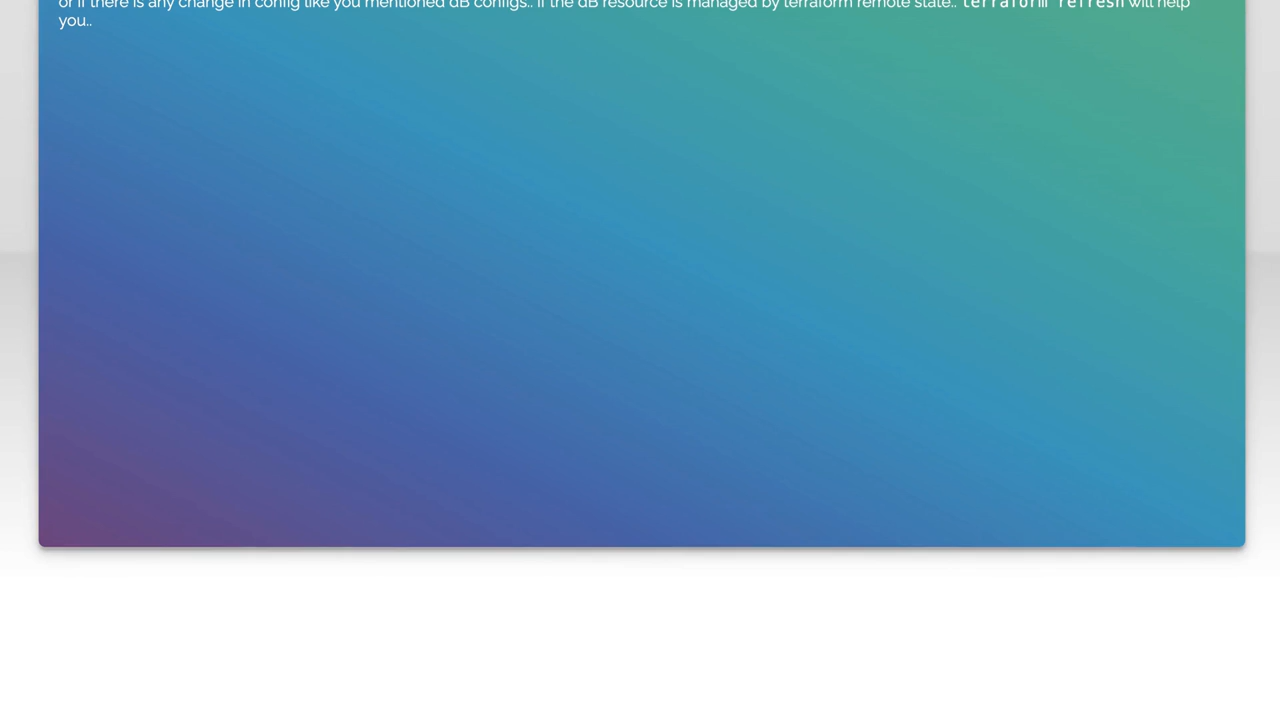 or if there is any change in config like you mentioned dB configs.. if the dB resource is managed by terraform remote state.. terraform refresh will help
you..